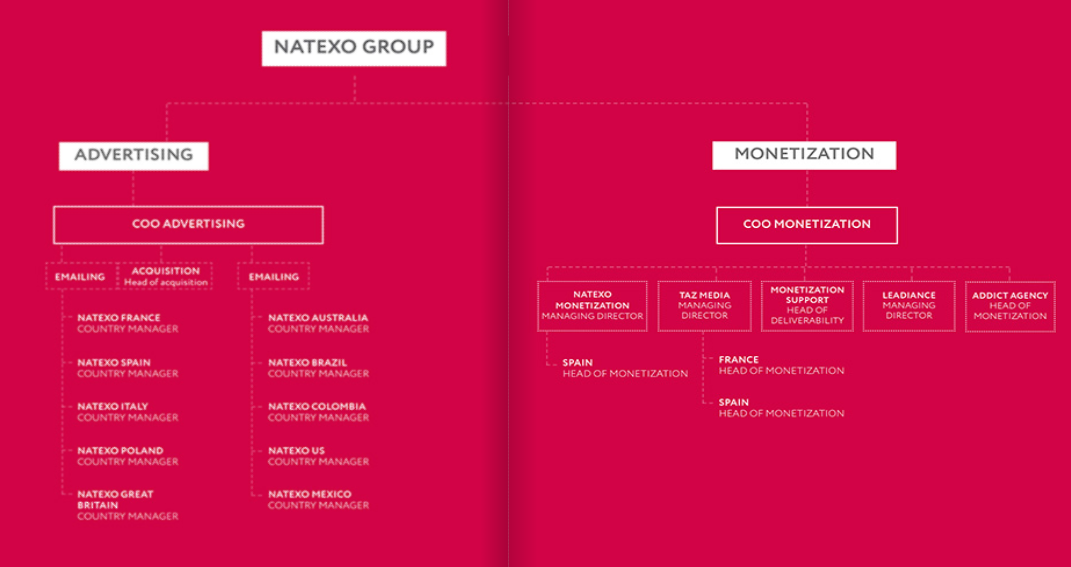 NATEXO GROUP
ADVERTISING
COO ADVERTISING
EMAILING
ACQUISITION
Head of acquisition
EMAILING
NATEXO FRANCE
COUNTRY MANAGER
NATEXO SPAIN
COUNTRY MANAGER
NATEXO ITALY
COUNTRY MANAGER
NATEXO POLAND
COUNTRY MANAGER
NATEXO GREAT
BRITAIN
COUNTRY MANAGER
NATEXO AUSTRALIA
COUNTRY MANAGER
NATEXO BRAZIL
COUNTRY MANAGER
NATEXO COLOMBIA
COUNTRY MANAGER
NATEXO US
COUNTRY MANAGER
NATEXO MEXICO
COUNTRY MANAGER
MONETIZATION
COO MONETIZATION
NATEXO
MONETIZATION
MANAGING DIRECTOR
SPAIN
HEAD OF MONETIZATION
TAZ MEDIA
MANAGING
DIRECTOR
FRANCE
HEAD OF MONETIZATION
SPAIN
HEAD OF MONETIZATION
MONETIZATION
SUPPORT
HEAD OF
DELIVERABILITY
LEADIANCE
MANAGING
DIRECTOR
ADDICT AGENCY
HEAD OF
MONETIZATION